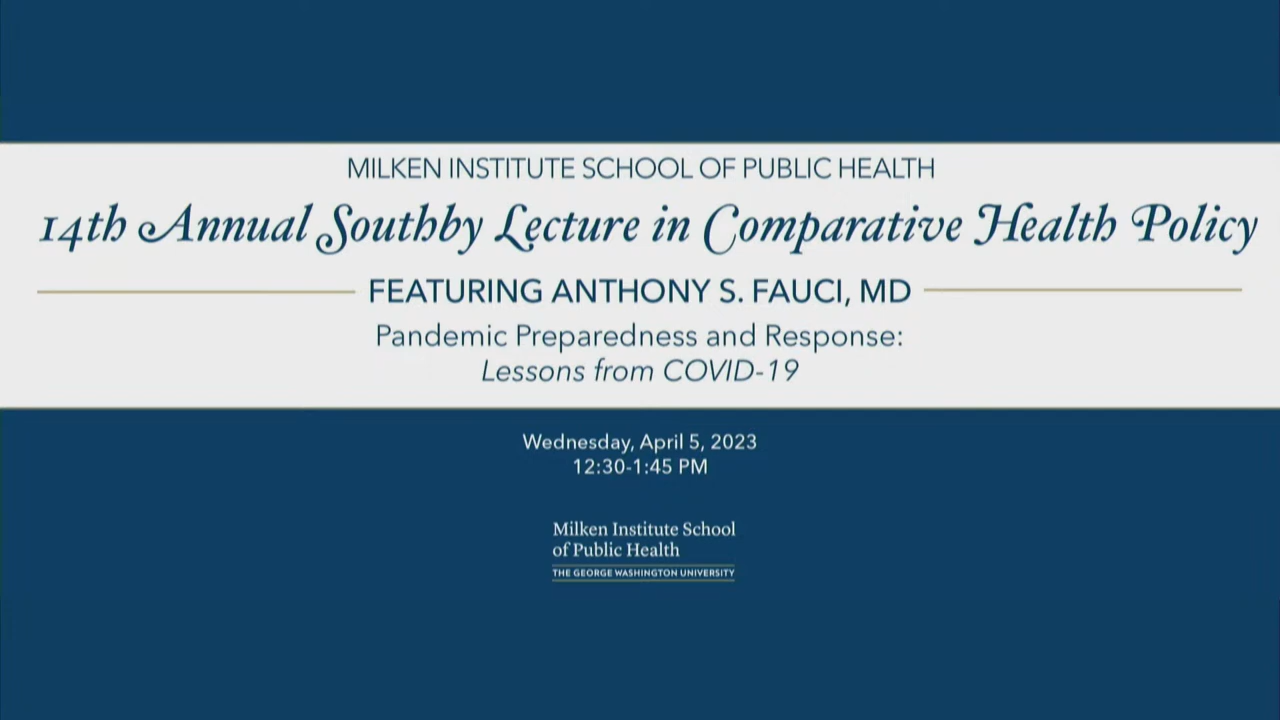 MILKEN INSTITUTE SCHOOL OF PUBLIC HEALTH
14th Annual Southby Lecture in Comparative Health Policy
FEATURING ANTHONY S. FAUCI, MD
Pandemic Preparedness and Response:
Lessons from COVID-19
Wednesday, April 5, 2023
12:30-1:45 PM
Milken Institute School
of Public Health
THE GEORGE WASHINGTON UNIVERSITY